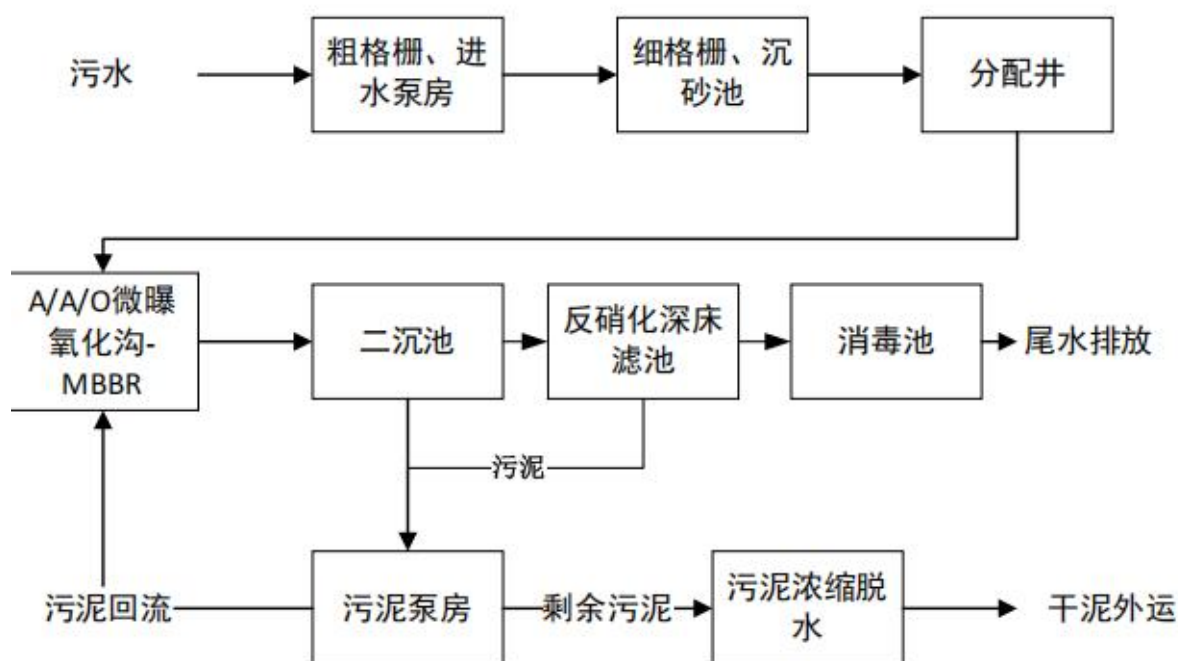 污水
粗格栅、进
水泵房
细格栅、沉
砂池
分配井
A/A/O微曝
氧化沟-
MBBR
二沉池
反硝化深床
滤池
消毒池
尾水排放
污泥
污泥回流
污泥泵房
剩余污泥
污泥浓缩脱
水
干泥外运